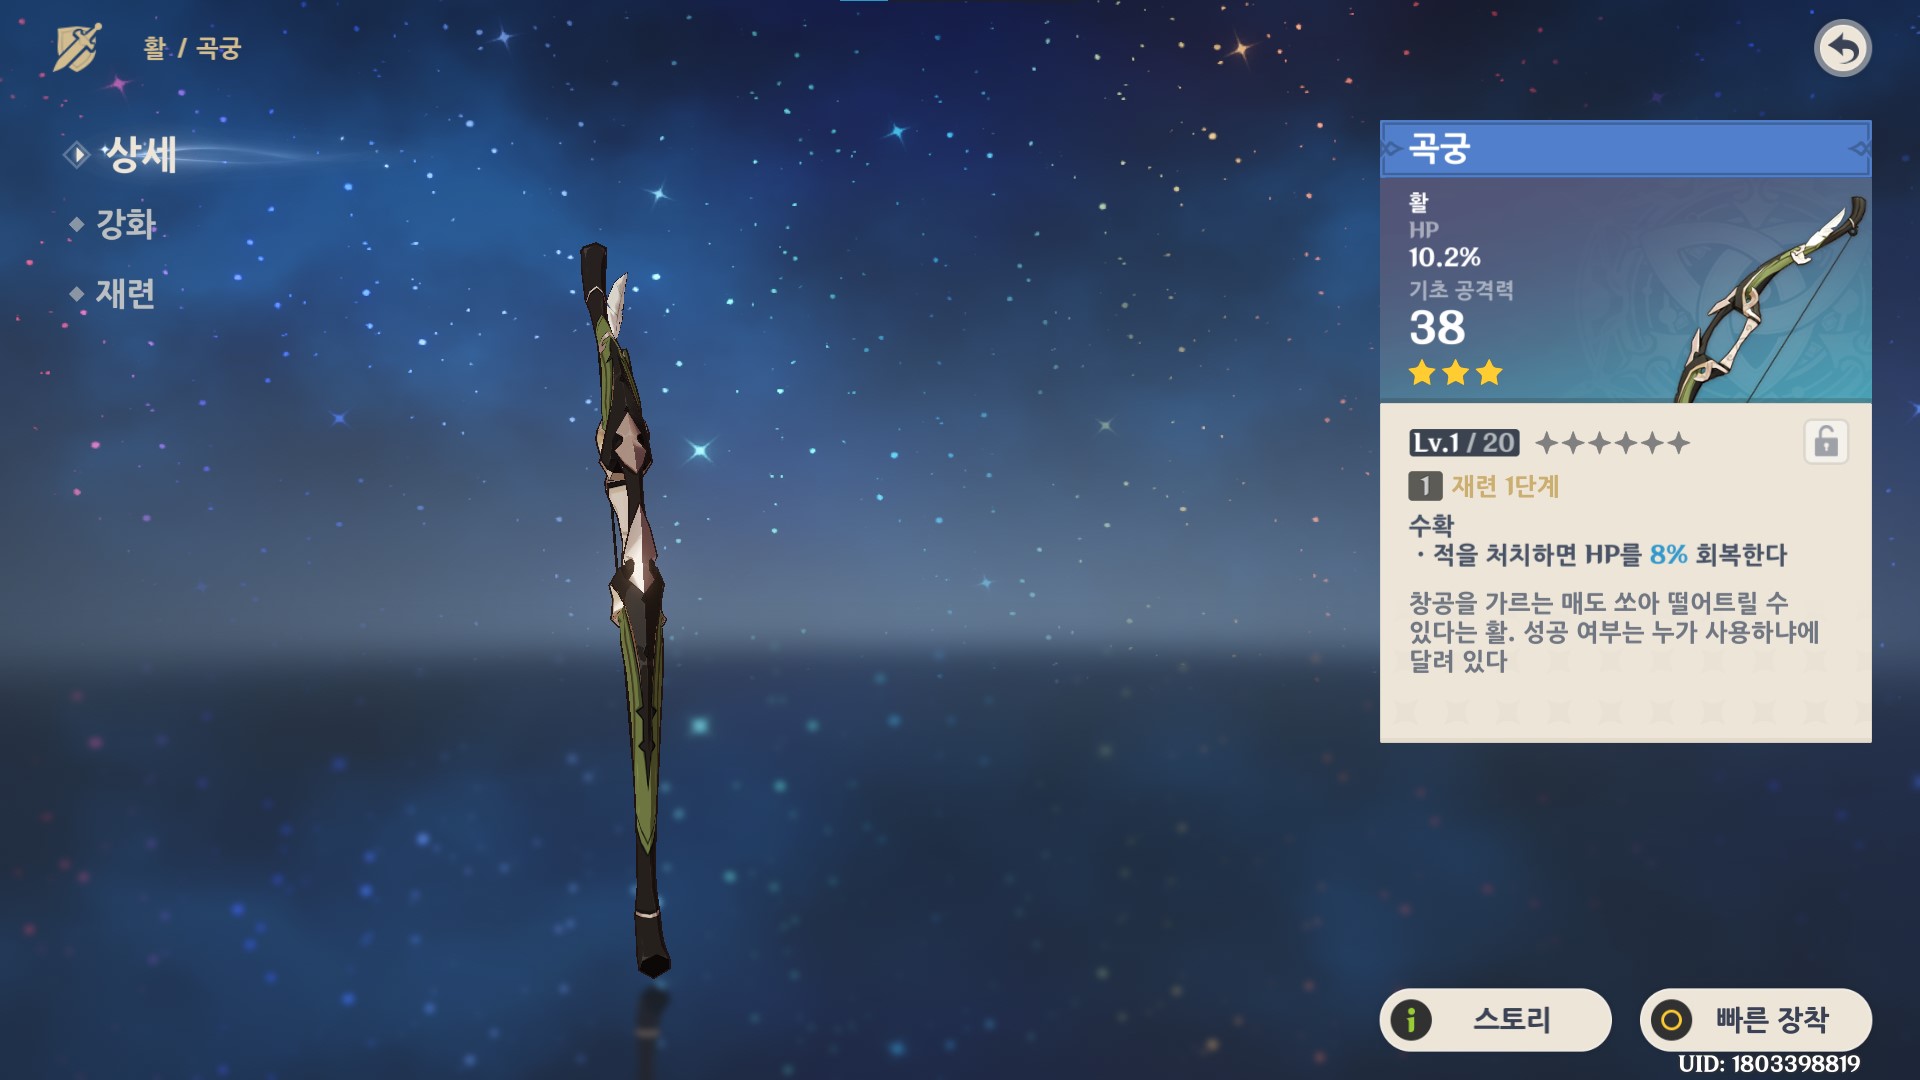 활 / 곡궁
상세
강화
재련
곡궁
활
HP
10.2%
기초 공격력
38
Lv.1 / 20
1 재련 1단계
수확
· 적을 처치하면 HP를 8% 회복한다
창공을 가르는 매도 쏘아 떨어트릴 수
있다는 활. 성공 여부는 누가 사용하냐에
달려 있다
스토리
빠른 장착
UID: 1803398819